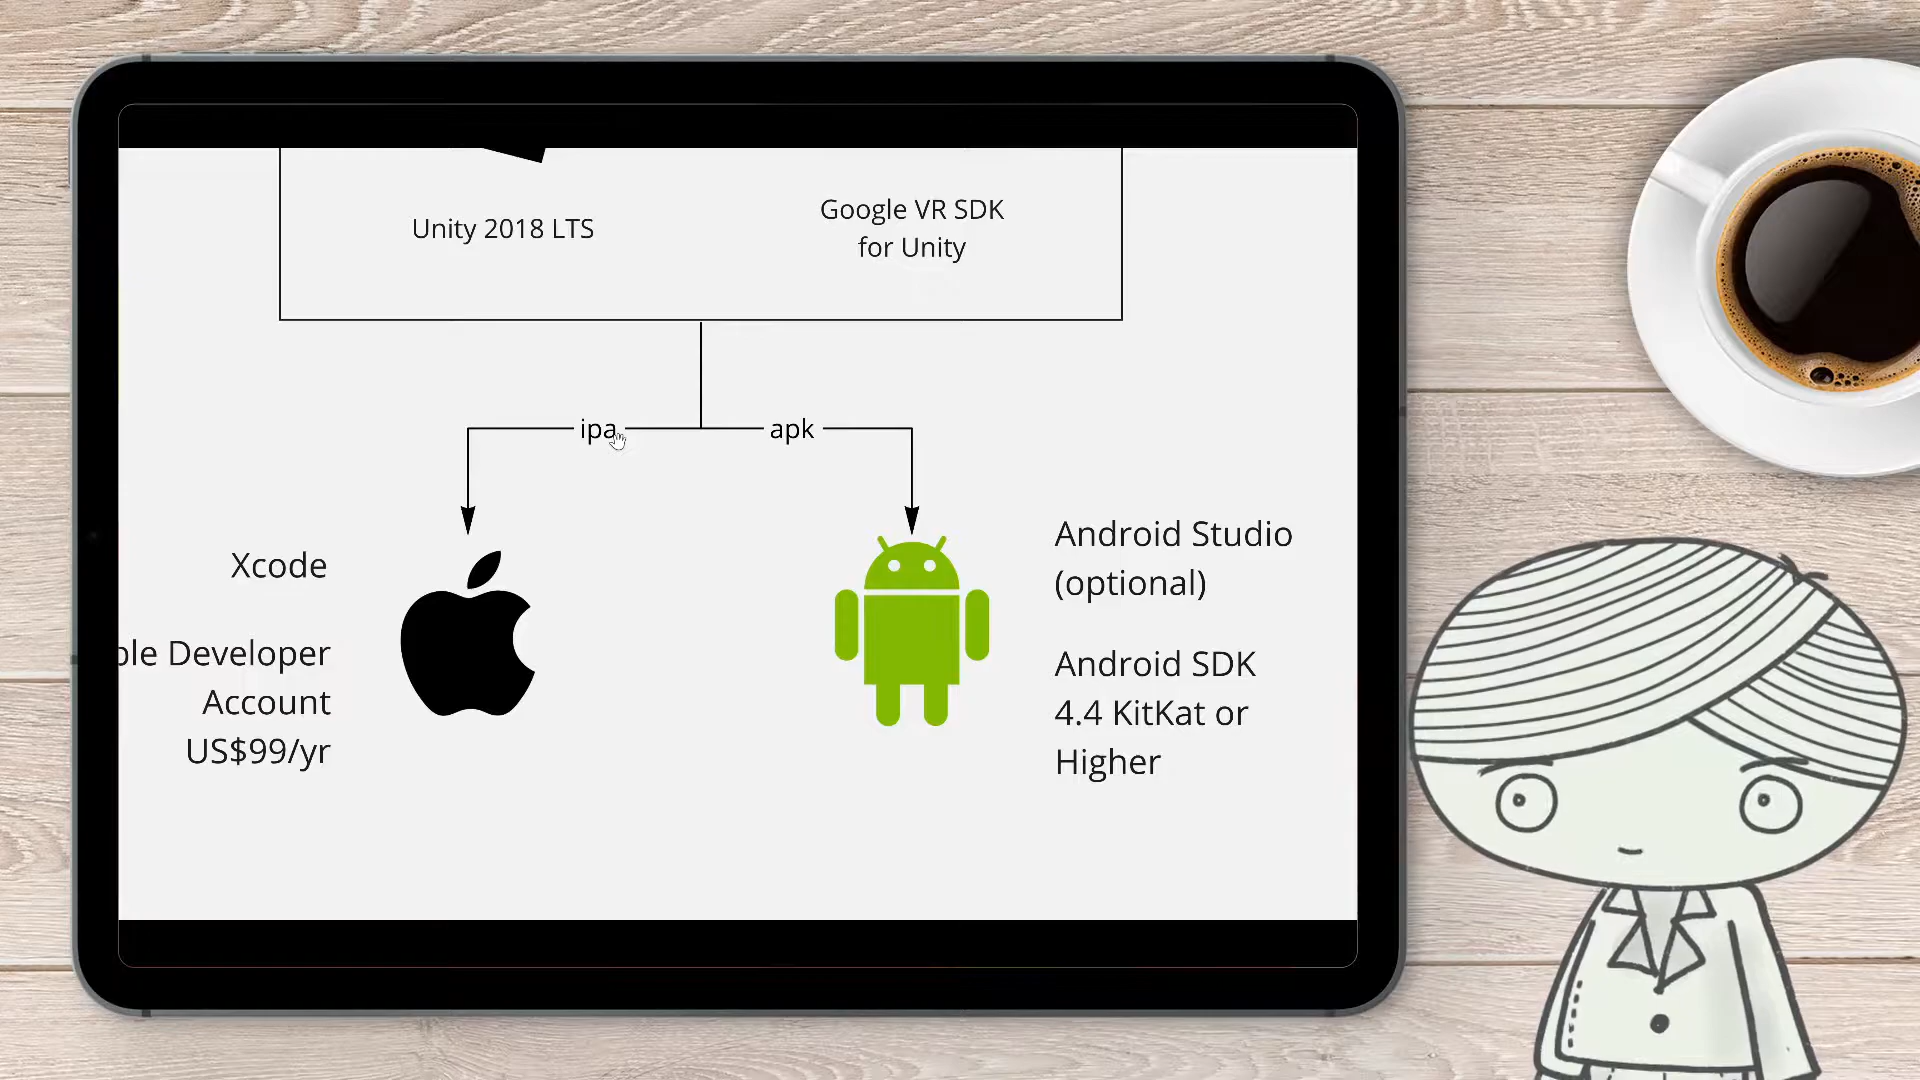 Unity 2018 LTS
Google VR SDK
for Unity
ipa
apk
Xcode
Developer
Account
US$99/yr
Android Studio
(optional)
Android SDK
4.4 KitKat or
Higher